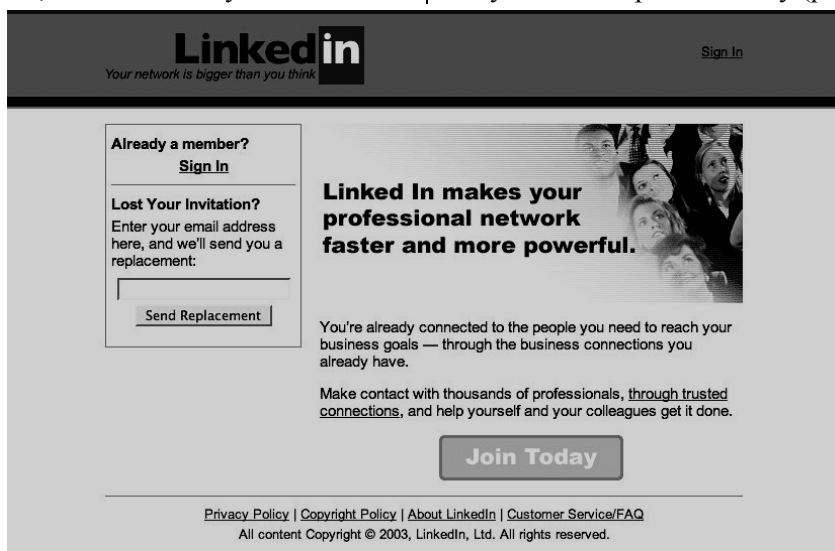 Linked in
Your network is bigger than you think
Sign In
Already a member?
Sign In
Lost Your Invitation?
Enter your email address
here, and we'll send you a
replacement:
Send Replacement
Linked In makes your
professional network
faster and more powerful.
You're already connected to the people you need to reach your
business goals — through the business connections you
already have.
Make contact with thousands of professionals, through trusted
connections, and help yourself and your colleagues get it done.
Join Today
Privacy Policy | Copyright Policy | About LinkedIn | Customer Service/FAQ
All content Copyright © 2003, LinkedIn, Ltd. All rights reserved.